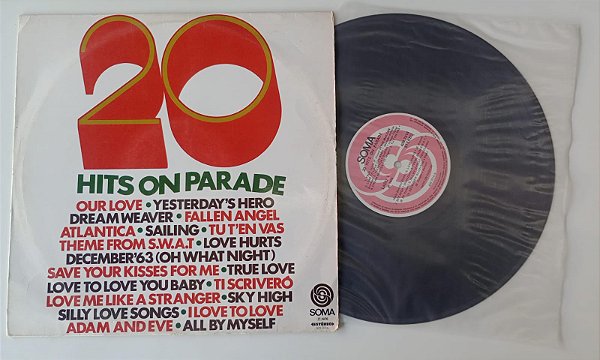 20
HITS ON PARADE
OUR LOVE • YESTERDAY'S HERO
DREAM WEAVER • FALLEN ANGEL
ATLANTICA • SAILING • TU T'EN VAS
THEME FROM S.W.A.T • LOVE HURTS
DECEMBER'63 (OH WHAT NIGHT)
SAVE YOUR KISSES FOR ME • TRUE LOVE
LOVE TO LOVE YOU BABY • TI SCRIVERÓ
LOVE ME LIKE A STRANGER • SKY HIGH
SILLY LOVE SONGS • I LOVE TO LOVE
ADAM AND EVE • ALL BY MYSELF
SOMA
ESTÉREO
SOMA